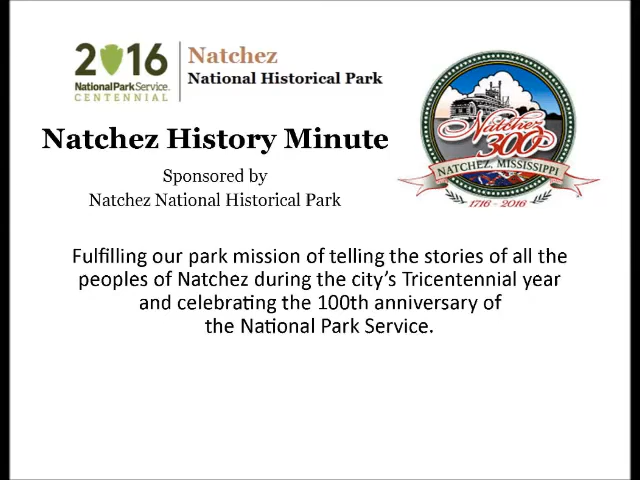 2016
National Park Service
CENTENNIAL
Natchez
National Historical Park
Natchez History Minute
Sponsored by
Natchez National Historical Park
Natchez
300
NATCHEZ, MISSISSIPPI
1716 - 2016
Fulfilling our park mission of telling the stories of all the
peoples of Natchez during the city's Tricentennial year
and celebrating the 100th anniversary of
the National Park Service.